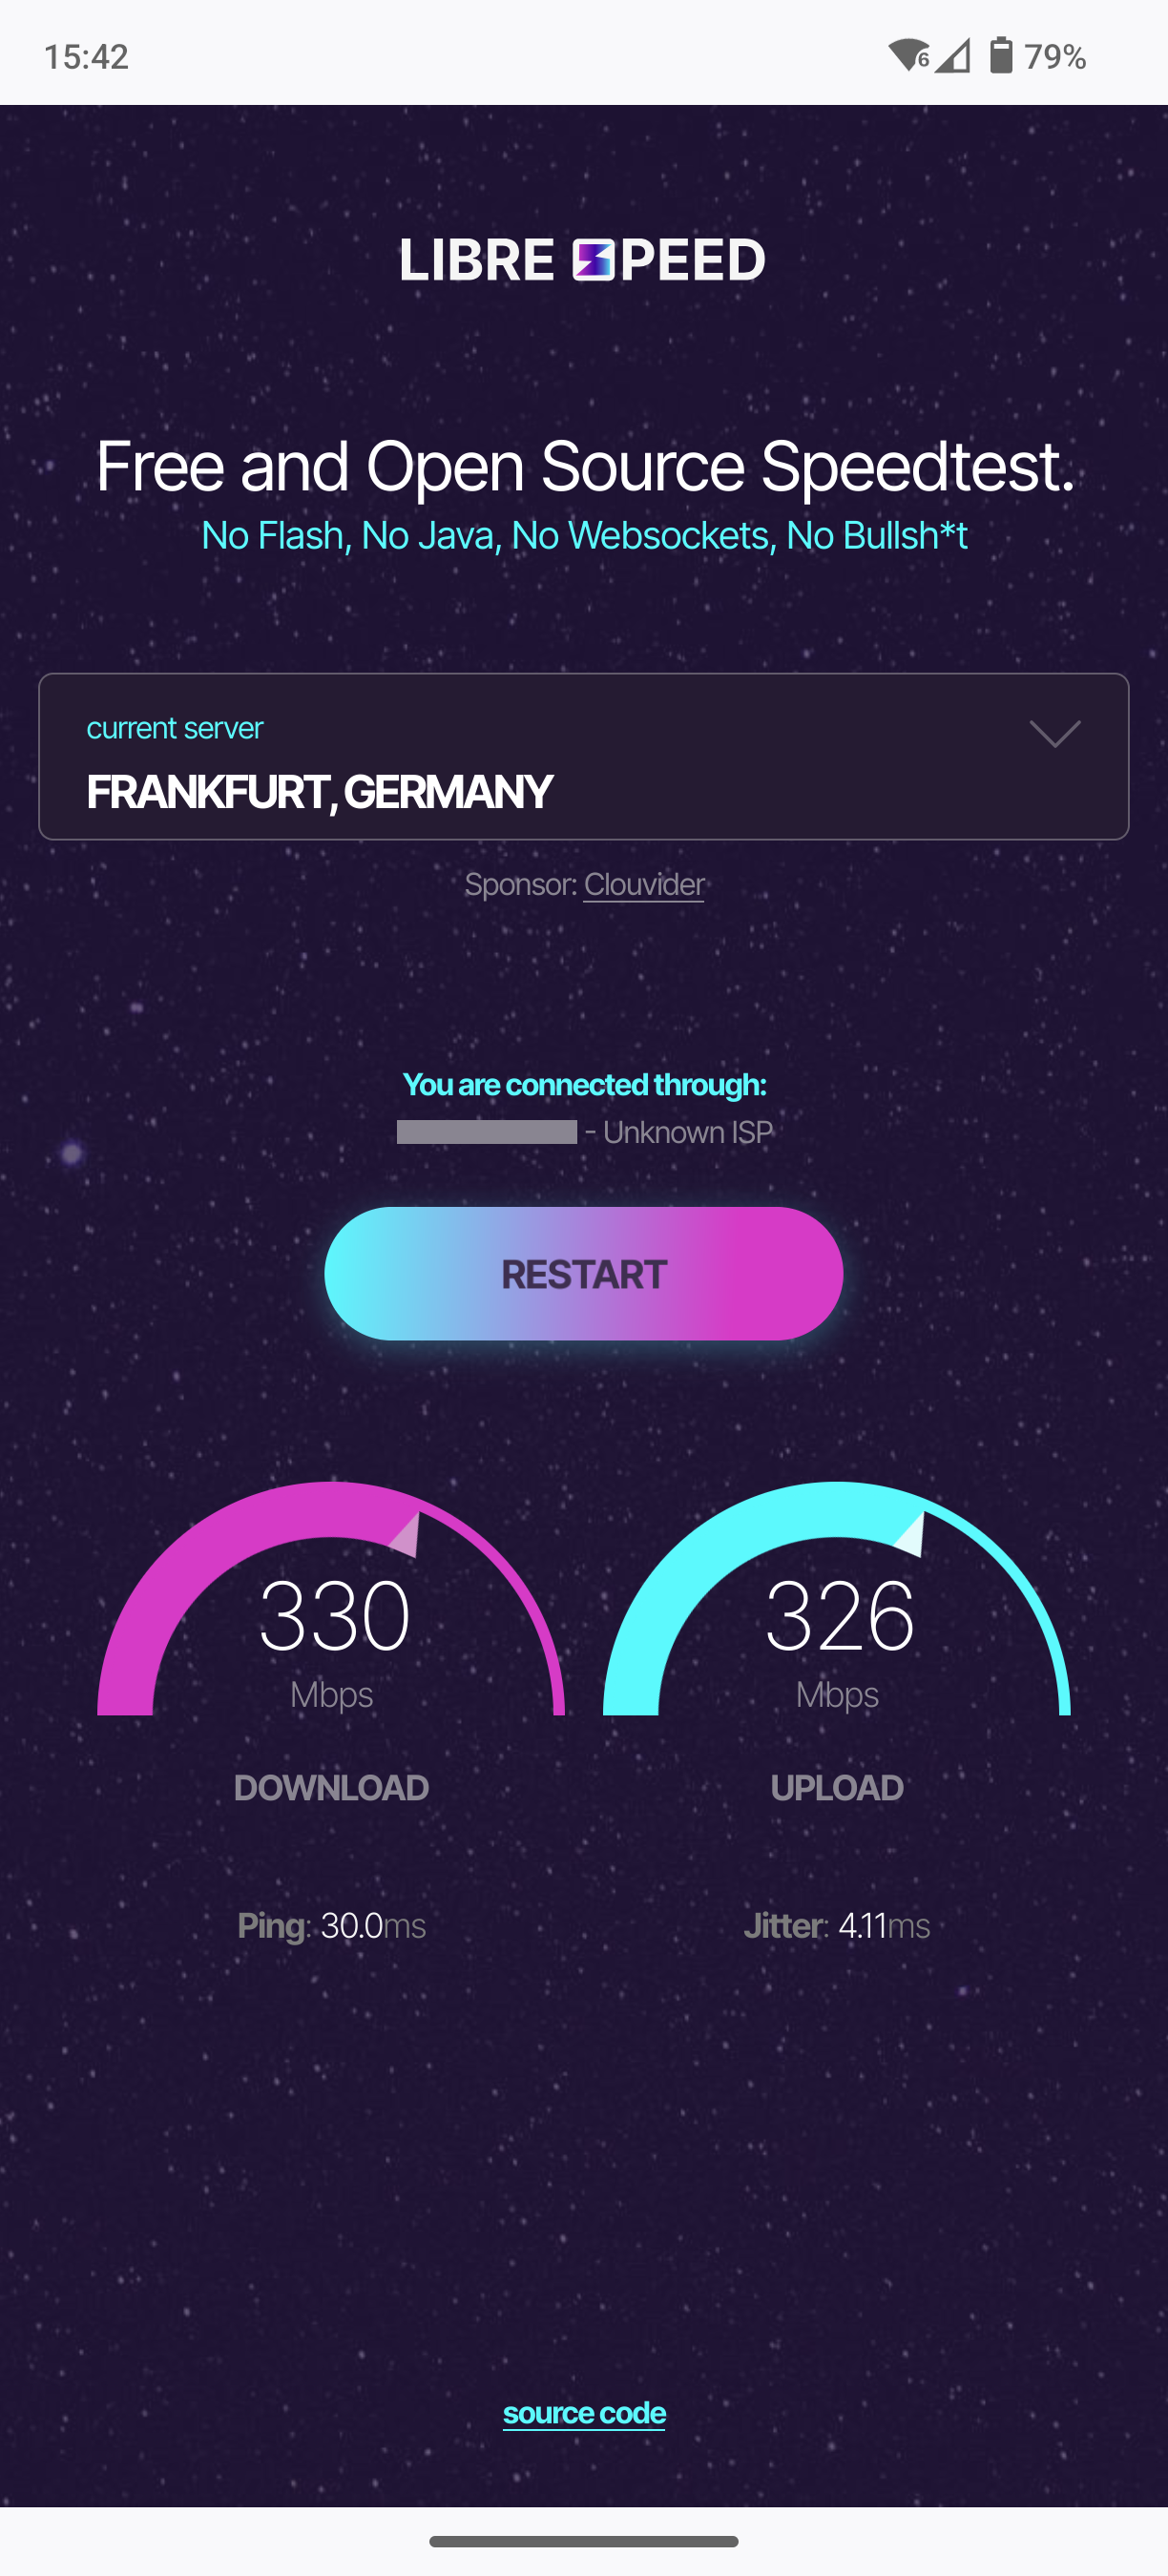 15:42
6 79%
LIBRE SPEED
Free and Open Source Speedtest.
No Flash, No Java, No Websockets, No Bullsh*t
current server
FRANKFURT, GERMANY
Sponsor: Clouvider
You are connected through:
- Unknown ISP
RESTART
330
Mbps
DOWNLOAD
326
Mbps
UPLOAD
Ping: 30.0ms
Jitter: 4.11ms
source code